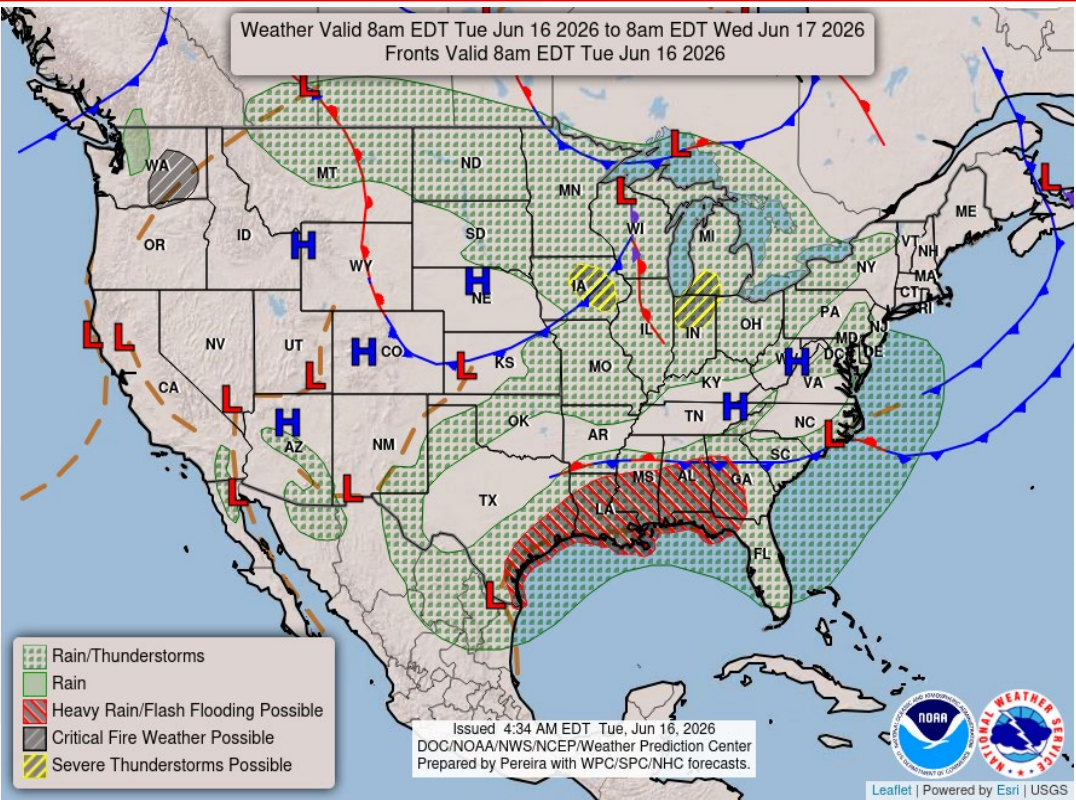 Weather Valid 8am EDT Tue Jun 16 2026 to 8am EDT Wed Jun 17 2026
Fronts Valid 8am EDT Tue Jun 16 2026
L
L
L
WA
MT
ND
MN
L
ME
OR
ID
H
WY
SD
WI
MI
VT
NH
NY
MA
CT
RI
H
NE
IA
L
L
NV
UT
H
CO
L
KS
IL
IN
OH
PA
NJ
MD
DC
DE
W
H
VA
MO
KY
CA
L
L
H
AZ
NM
OK
AR
TN
H
NC
L
SC
L
L
TX
LA
MS
AL
GA
FL
L
Rain/Thunderstorms
Rain
Heavy Rain/Flash Flooding Possible
Critical Fire Weather Possible
Severe Thunderstorms Possible
Issued 4:34 AM EDT Tue, Jun 16, 2026
DOC/NOAA/NWS/NCEP/Weather Prediction Center
Prepared by Pereira with WPC/SPC/NHC forecasts.
NOAA
NATIONAL WEATHER SERVICE
Leaflet | Powered by Esri | USGS